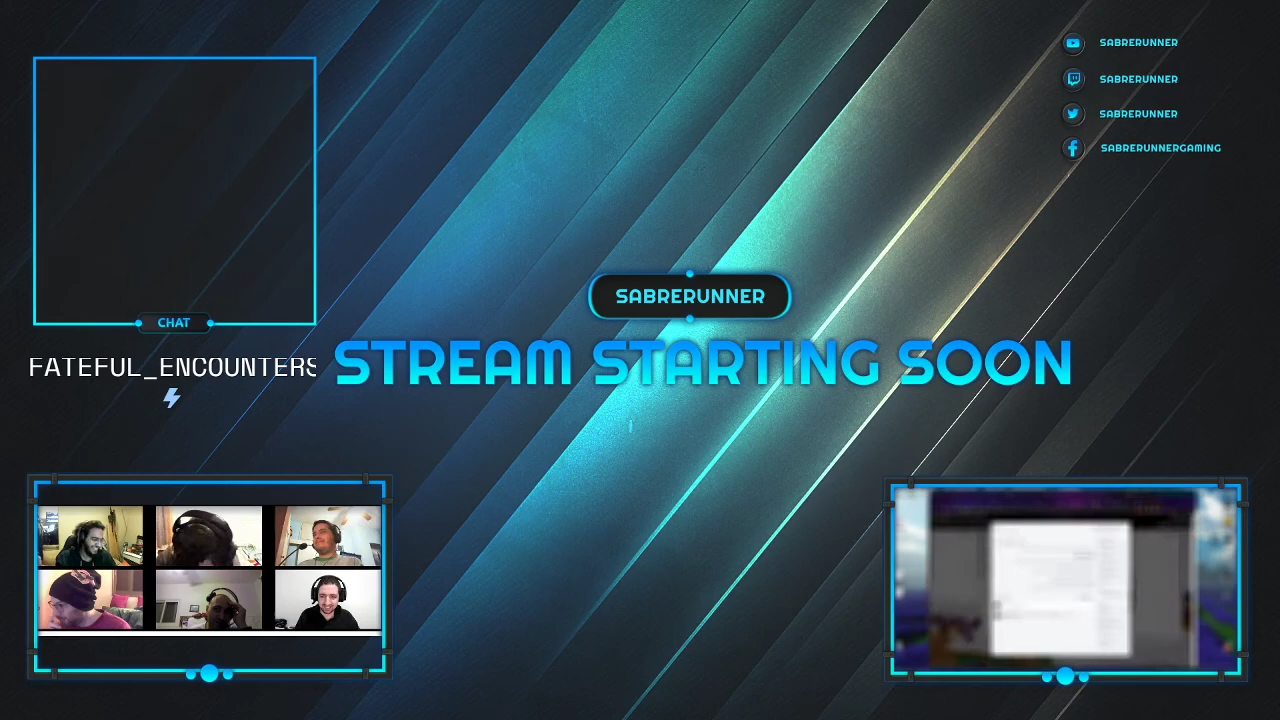 SABRERUNNER
SABRERUNNER
SABRERUNNER
SABRERUNNERGAMING
SABRERUNNER
CHAT
STREAM STARTING SOON
FATEFUL_ENCOUNTERS